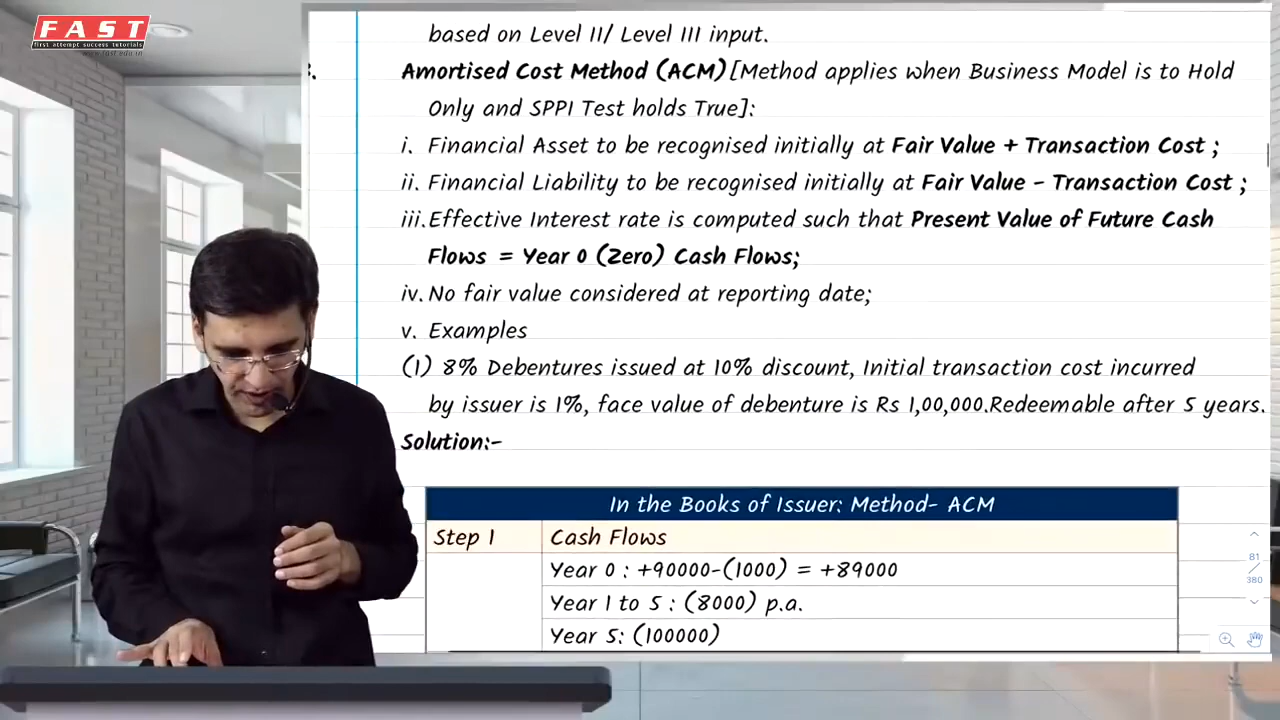 FAST
first attempt success tutorials
www.fast.edu.in
based on Level II/ Level III input.
Amortised Cost Method (ACM)[Method applies when Business Model is to Hold
Only and SPPI Test holds True]:
i. Financial Asset to be recognised initially at Fair Value + Transaction Cost ;
ii. Financial Liability to be recognised initially at Fair Value - Transaction Cost ;
iii.Effective Interest rate is computed such that Present Value of Future Cash
Flows = Year 0 (Zero) Cash Flows;
iv. No fair value considered at reporting date;
v. Examples
(1) 8% Debentures issued at 10% discount, Initial transaction cost incurred
by issuer is 1%, face value of debenture is Rs 1,00,000.Redeemable after 5 years.
Solution:-
In the Books of Issuer: Method- ACM
Step 1 Cash Flows
Year 0 : +90000-(1000) = +89000
Year 1 to 5 : (8000) p.a.
Year 5: (100000)
81
/
380